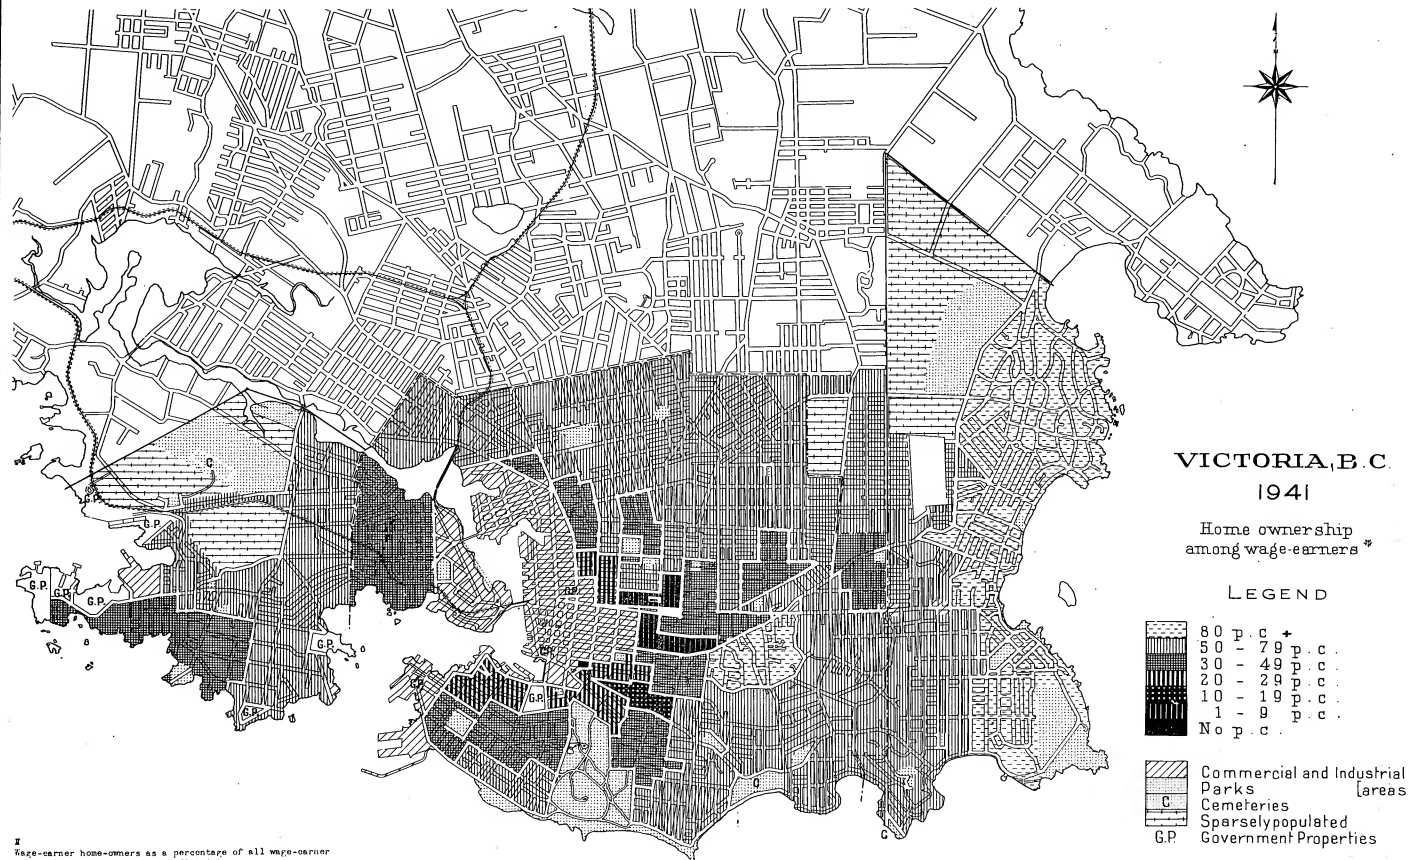 VICTORIA, B.C.
1941
Home ownership
among wage-earners *
LEGEND
80 p.c +
50 - 79 p.c.
30 - 49 p.c.
20 - 29 p.c.
10 - 19 p.c.
1 - 9 p.c.
No p.c.
Commercial and Industrial
[areas
Parks
C Cemeteries
Sparsely populated
G.P. Government Properties
C
G.P.
G.P.
G.P.
G.P.
G.P.
G.P.
G.P.
G.P.
C
C
Wage-earner home-owners as a percentage of all wage-earner